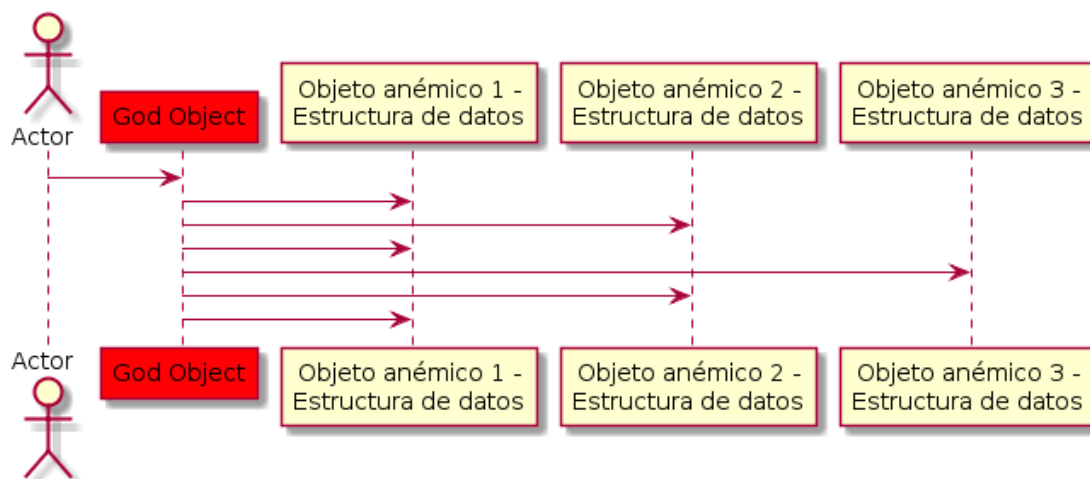 Actor
God Object
Objeto anémico 1 -
Estructura de datos
Objeto anémico 2 -
Estructura de datos
Objeto anémico 3 -
Estructura de datos
Actor
God Object
Objeto anémico 1 -
Estructura de datos
Objeto anémico 2 -
Estructura de datos
Objeto anémico 3 -
Estructura de datos